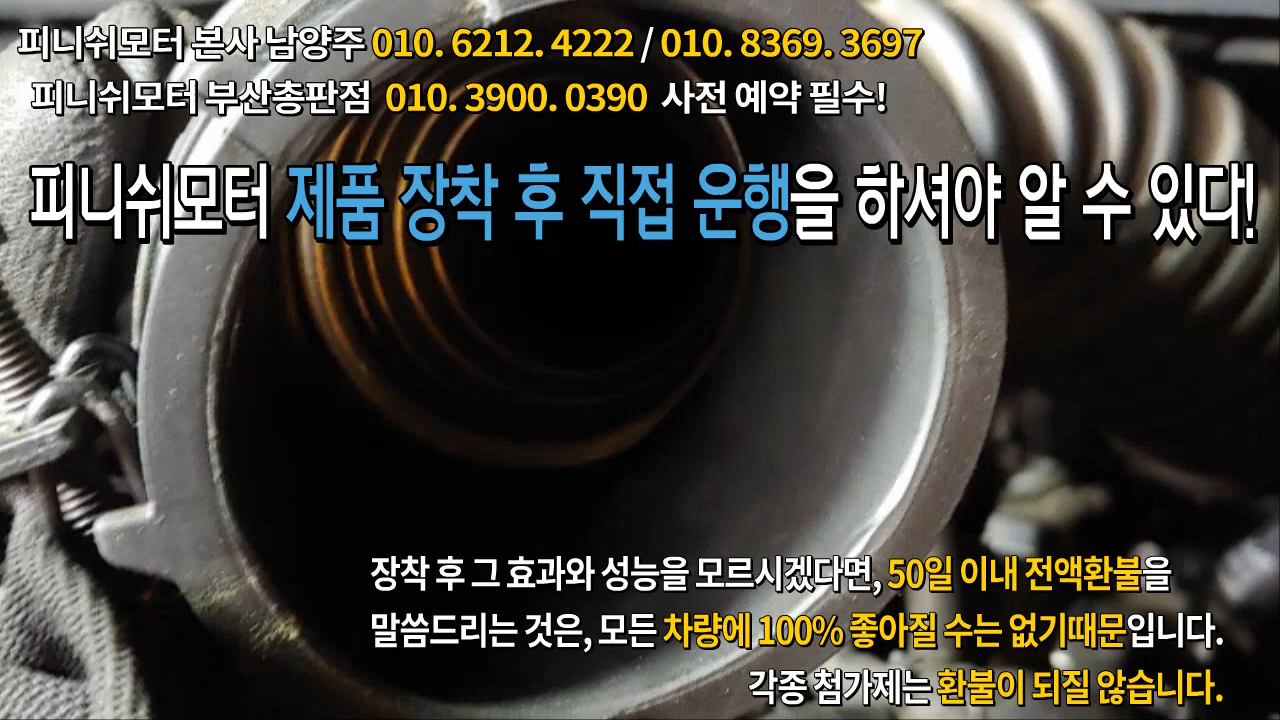 피니쉬모터 본사 남양주 010. 6212. 4222 / 010. 8369. 3697
피니쉬모터 부산총판점 010. 3900. 0390 사전 예약 필수!
피니쉬모터 제품 장착 후 직접 운행을 하셔야 알 수 있다!
장착 후 그 효과와 성능을 모르시겠다면, 50일 이내 전액환불을
말씀드리는 것은, 모든 차량에 100% 좋아질 수는 없기때문입니다.
각종 첨가제는 환불이 되질 않습니다.